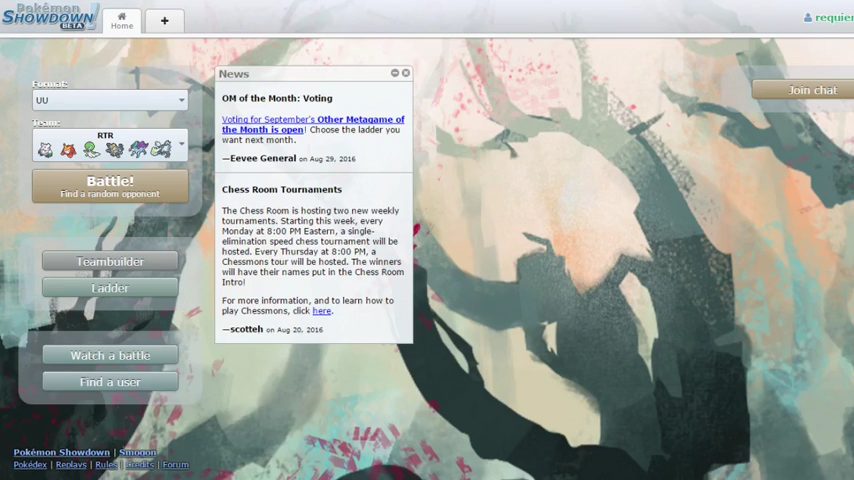 Pokémon
Showdown!
BETA
Home
+
requier
Format:
UU
Team:
RTR
Battle!
Find a random opponent
Teambuilder
Ladder
Watch a battle
Find a user
News
OM of the Month: Voting
Voting for September's Other Metagame of
the Month is open! Choose the ladder you
want next month.
—Eevee General on Aug 29, 2016
Chess Room Tournaments
The Chess Room is hosting two new weekly
tournaments. Starting this week, every
Monday at 8:00 PM Eastern, a single-
elimination speed chess tournament will be
hosted. Every Thursday at 8:00 PM, a
Chessmons tour will be hosted. The winners
will have their names put in the Chess Room
Intro!
For more information, and to learn how to
play Chessmons, click here.
—scotteh on Aug 20, 2016
Join chat
Pokémon Showdown | Smogon
Pokédex | Replays | Rules | Credits | Forum